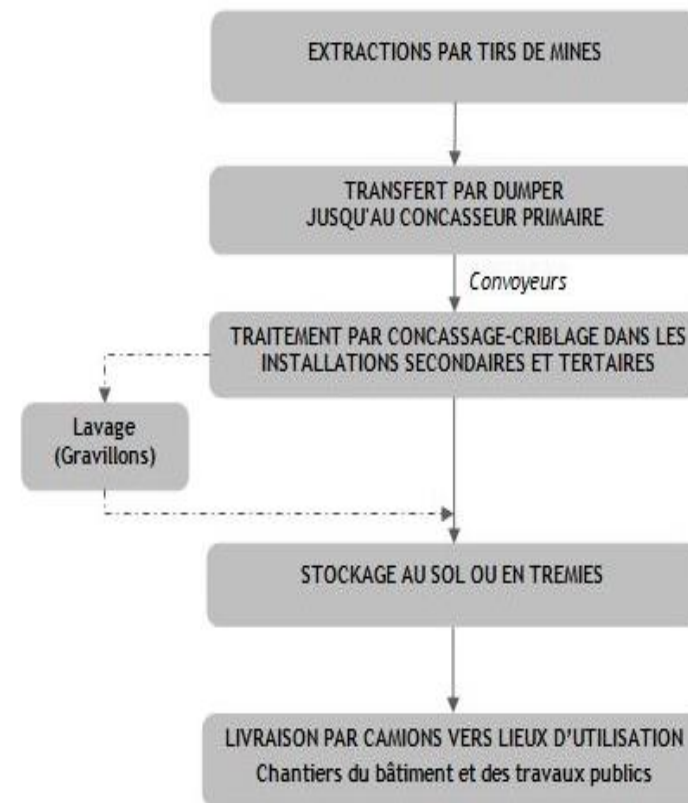 EXTRACTIONS PAR TIRS DE MINES
TRANSFERT PAR DUMPER
JUSQU'AU CONCASSEUR PRIMAIRE
Convoyeurs
TRAITEMENT PAR CONCASSAGE-CRIBLAGE DANS LES
INSTALLATIONS SECONDAIRES ET TERTAIRES
Lavage
(Gravillons)
STOCKAGE AU SOL OU EN TREMIES
LIVRAISON PAR CAMIONS VERS LIEUX D'UTILISATION
Chantiers du bâtiment et des travaux publics